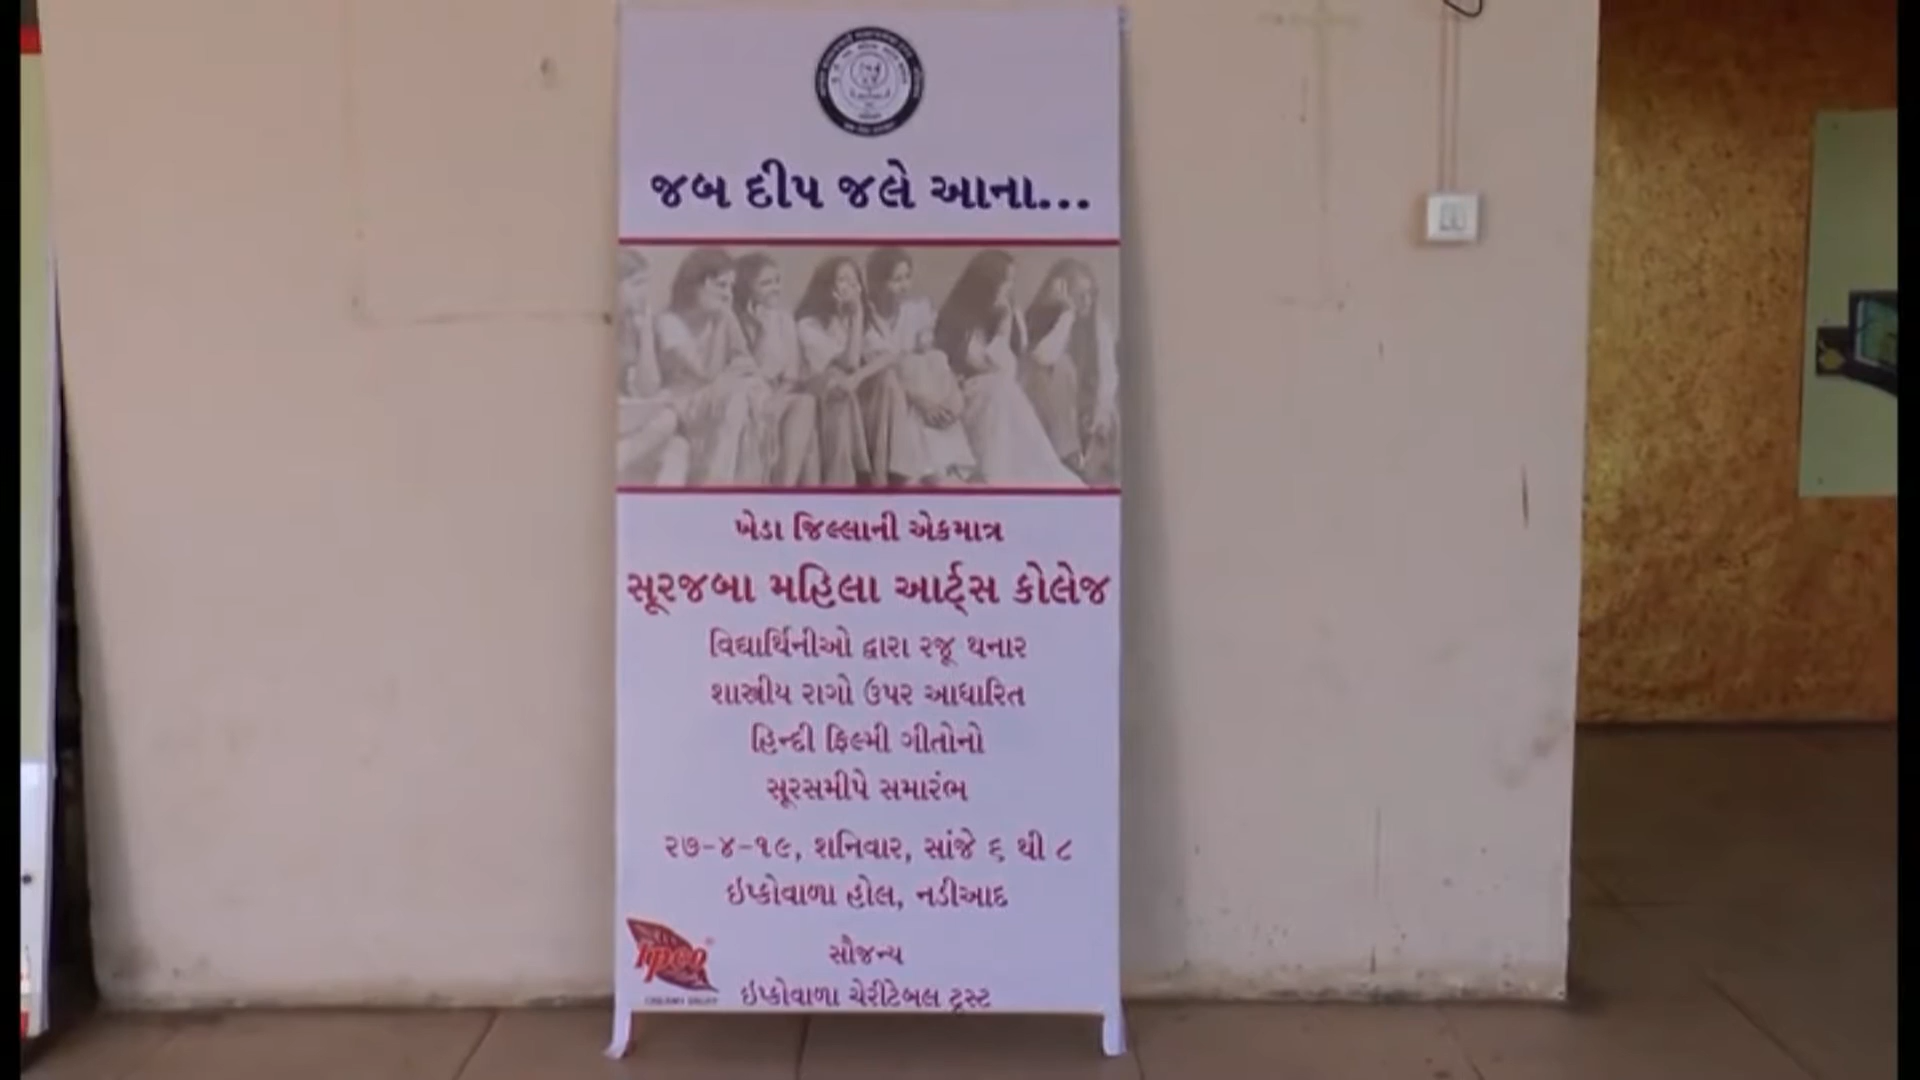 જબ દીપ જલે આના...
ખેડા જિલ્લાની એકમાત્ર
સૂરજબા મહિલા આર્ટ્સ કોલેજ
વિદ્યાર્થિનીઓ દ્વારા રજૂ થનાર
શાસ્ત્રીય રાગો ઉપર આધારિત
હિન્દી ફિલ્મી ગીતોનો
સૂરસમીપે સમારંભ
૨૭-૪-૧૯, શનિવાર, સાંજે ૬ થી ૮
ઇપ્કોવાળા હોલ, નડીઆદ
સૌજન્ય
ipco
ઇપ્કોવાળા ચેરીટેબલ ટ્રસ્ટ